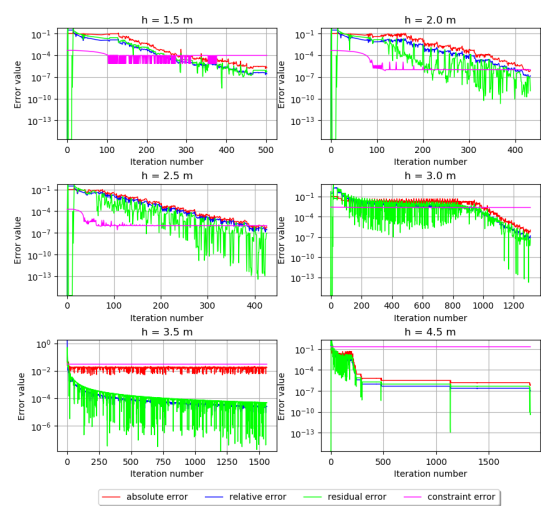 h = 1.5 m
h = 2.0 m
Error value
10⁻¹
10⁻⁴
10⁻⁷
10⁻¹⁰
10⁻¹³
0 100 200 300 400 500
Iteration number
Error value
10⁻¹
10⁻⁴
10⁻⁷
10⁻¹⁰
10⁻¹³
0 100 200 300 400
Iteration number
h = 2.5 m
h = 3.0 m
Error value
10⁻¹
10⁻⁴
10⁻⁷
10⁻¹⁰
10⁻¹³
0 100 200 300 400
Iteration number
Error value
10⁻¹
10⁻⁴
10⁻⁷
10⁻¹⁰
10⁻¹³
0 200 400 600 800 1000 1200
Iteration number
h = 3.5 m
h = 4.5 m
Error value
10⁰
10⁻²
10⁻⁴
10⁻⁶
0 250 500 750 1000 1250 1500
Iteration number
Error value
10⁻¹
10⁻⁴
10⁻⁷
10⁻¹⁰
10⁻¹³
0 500 1000 1500
Iteration number
absolute error relative error residual error constraint error